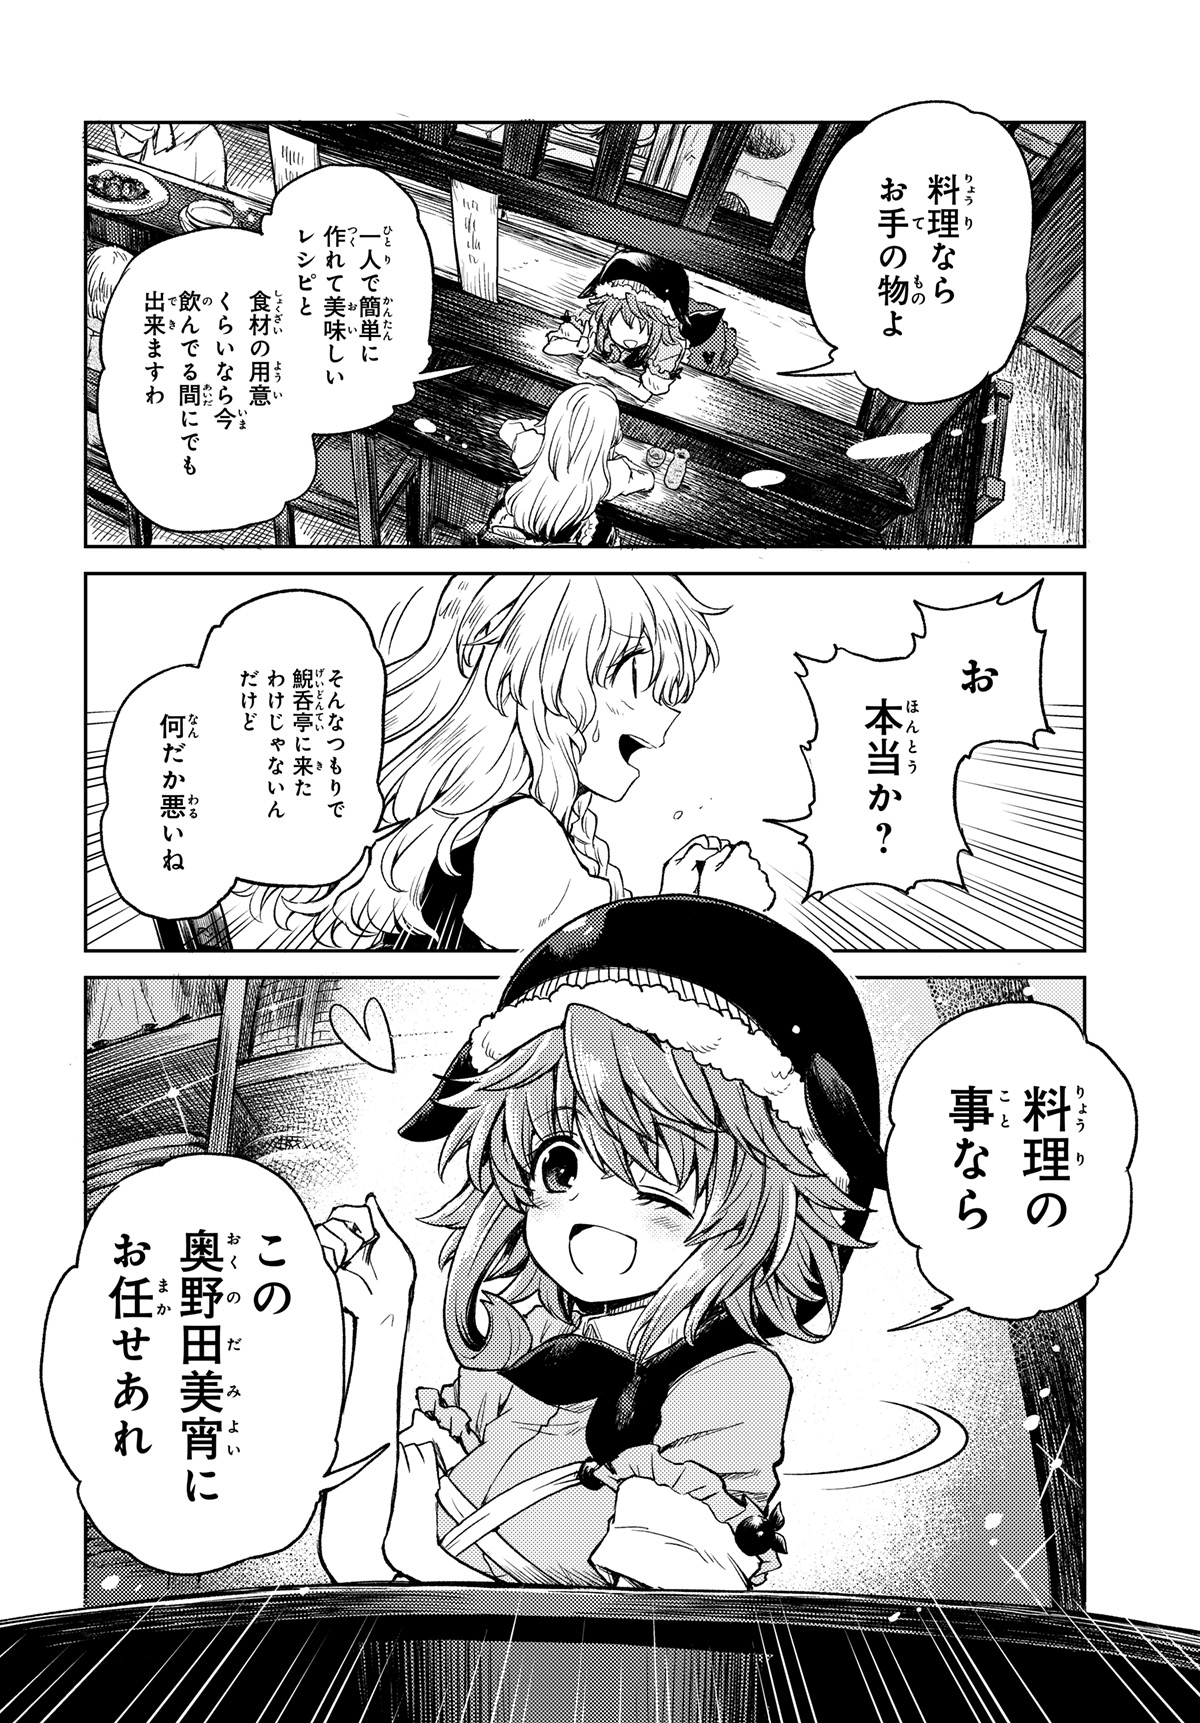 料理なら
お手の物よ
一人で簡単に
作れて美味しい
レシピと
食材の用意
くらいなら今
飲んでる間にでも
出来ますわ
お
本当か？
そんなつもりで
鯢呑亭に来た
わけじゃないん
だけど
何だか悪いね
料理の
事なら
この
奥野田美宵に
お任せあれ